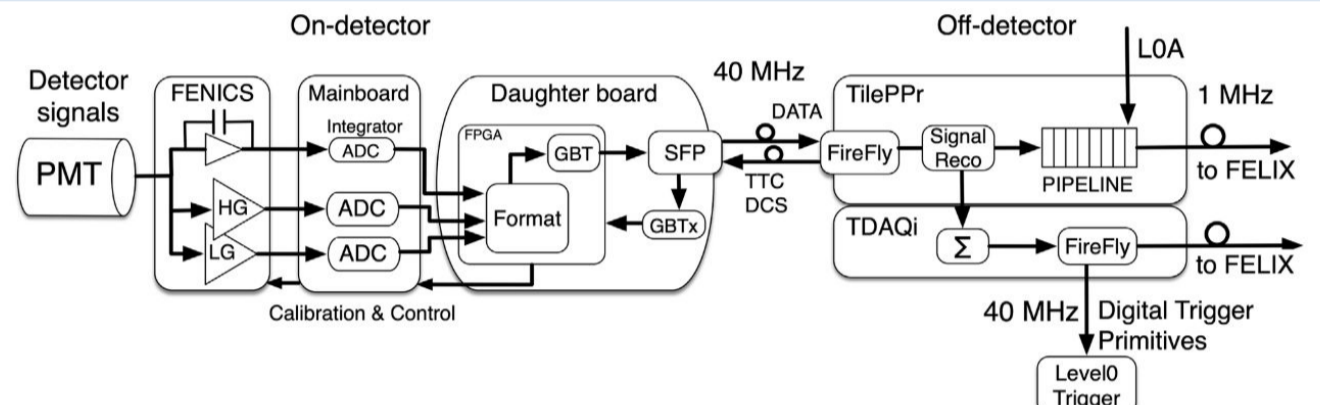 On-detector
Off-detector
Detector
signals
PMT
FENICS
HG
LG
Mainboard
Integrator
ADC
ADC
ADC
Calibration & Control
Daughter board
FPGA
GBT
Format
SFP
GBTx
40 MHz
DATA
TTC
DCS
TilePPr
FireFly
Signal
Reco
PIPELINE
L0A
1 MHz
to FELIX
TDAQi
Σ
FireFly
to FELIX
40 MHz
Digital Trigger
Primitives
Level0
Trigger